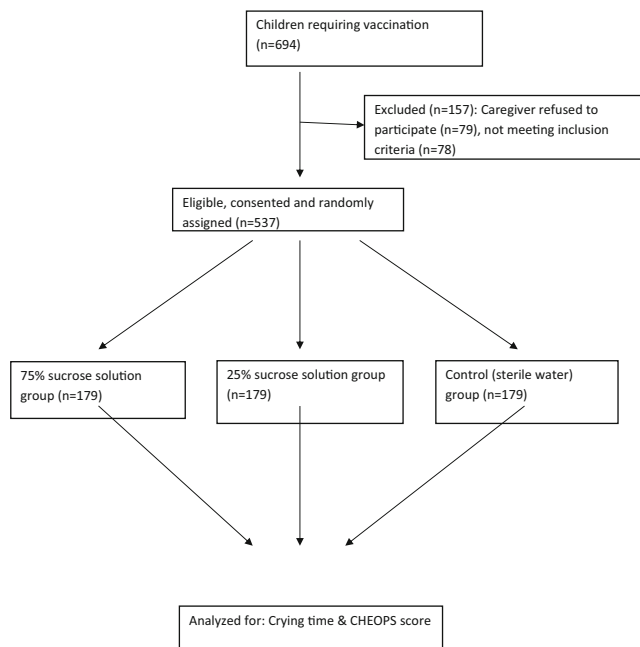 Children requiring vaccination
(n=694)
Excluded (n=157): Caregiver refused to
participate (n=79), not meeting inclusion
criteria (n=78)
Eligible, consented and randomly
assigned (n=537)
75% sucrose solution
group (n=179)
25% sucrose solution group
(n=179)
Control (sterile water)
group (n=179)
Analyzed for: Crying time & CHEOPS score